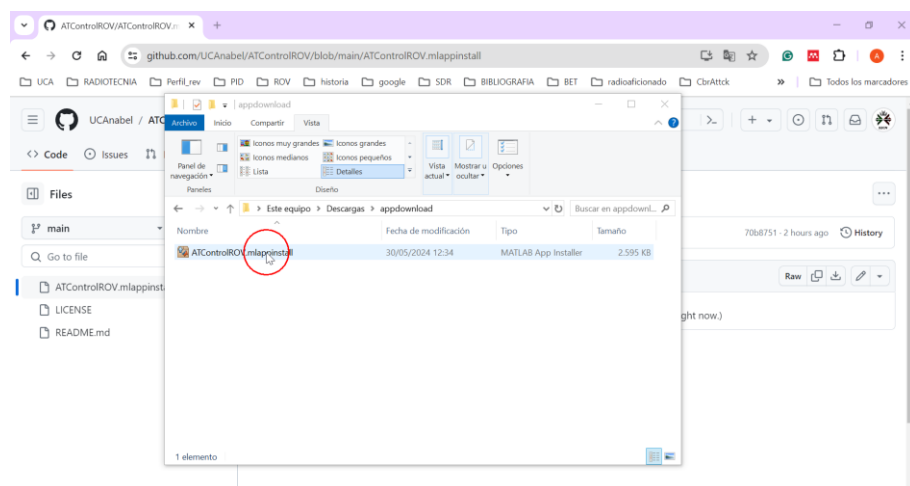 ATControlROV/ATControlROV.m
github.com/UCAnabel/ATControlROV/blob/main/ATControlROV.mlappinstall
UCA RADIOTECNIA Perfil_rev PID ROV historia google SDR BIBLIOGRAFIA BET radioaficionado CbrAttck » Todos los marcadores
UCAnabel / ATC
appdownload
Archivo Inicio Compartir Vista
Iconos muy grandes Iconos grandes
Iconos medianos Iconos pequeños
Lista Detalles
Panel de navegación
Vista actual
Mostrar u ocultar
Opciones
Paneles Diseño
Code Issues
Files
Este equipo > Descargas > appdownload
Buscar en appdownl...
main
70b8751 · 2 hours ago History
Nombre Fecha de modificación Tipo Tamaño
ATControlROV.mlappinstall 30/05/2024 12:34 MATLAB App Installer 2.595 KB
Go to file
Raw
ATControlROV.mlappinst
LICENSE
ght now.)
README.md
1 elemento